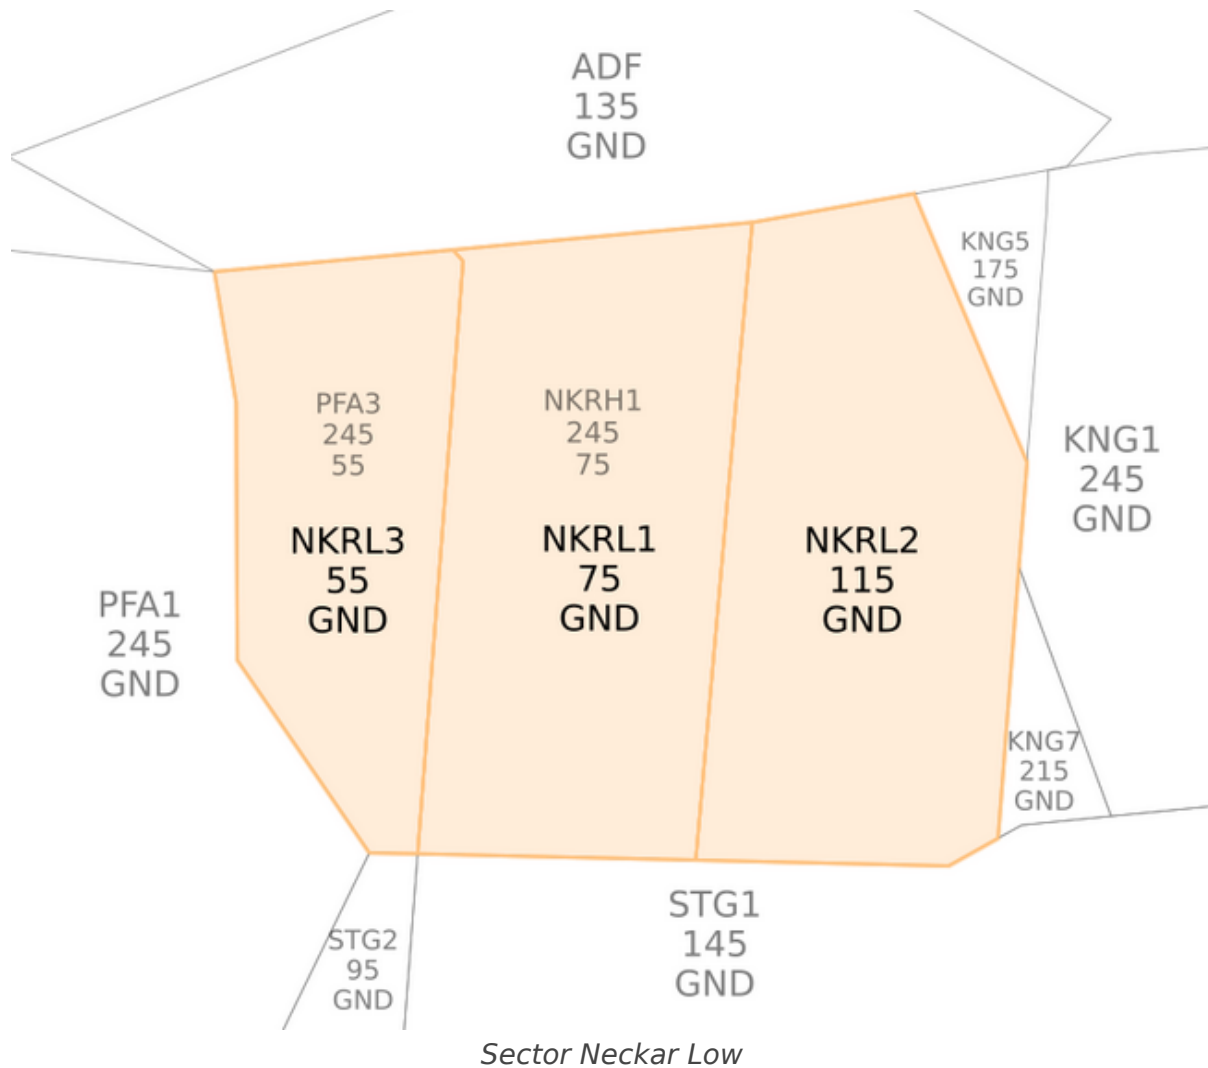 ADF
135
GND
KNG5
175
GND
PFA3
245
55
NKRH1
245
75
KNG1
245
GND
NKRL3
55
GND
NKRL1
75
GND
NKRL2
115
GND
PFA1
245
GND
KNG7
215
GND
STG1
145
GND
STG2
95
GND
Sector Neckar Low